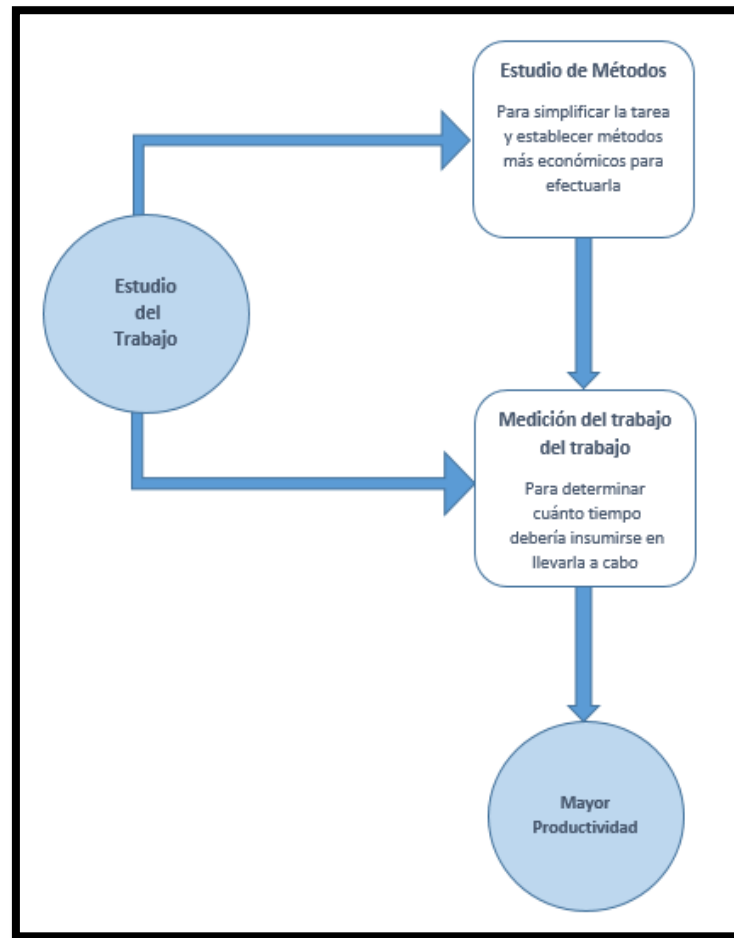 Estudio de Métodos
Para simplificar la tarea
y establecer métodos
más económicos para
efectuarla
Estudio
del
Trabajo
Medición del trabajo
del trabajo
Para determinar
cuánto tiempo
debería insumirse en
llevarla a cabo
Mayor
Productividad